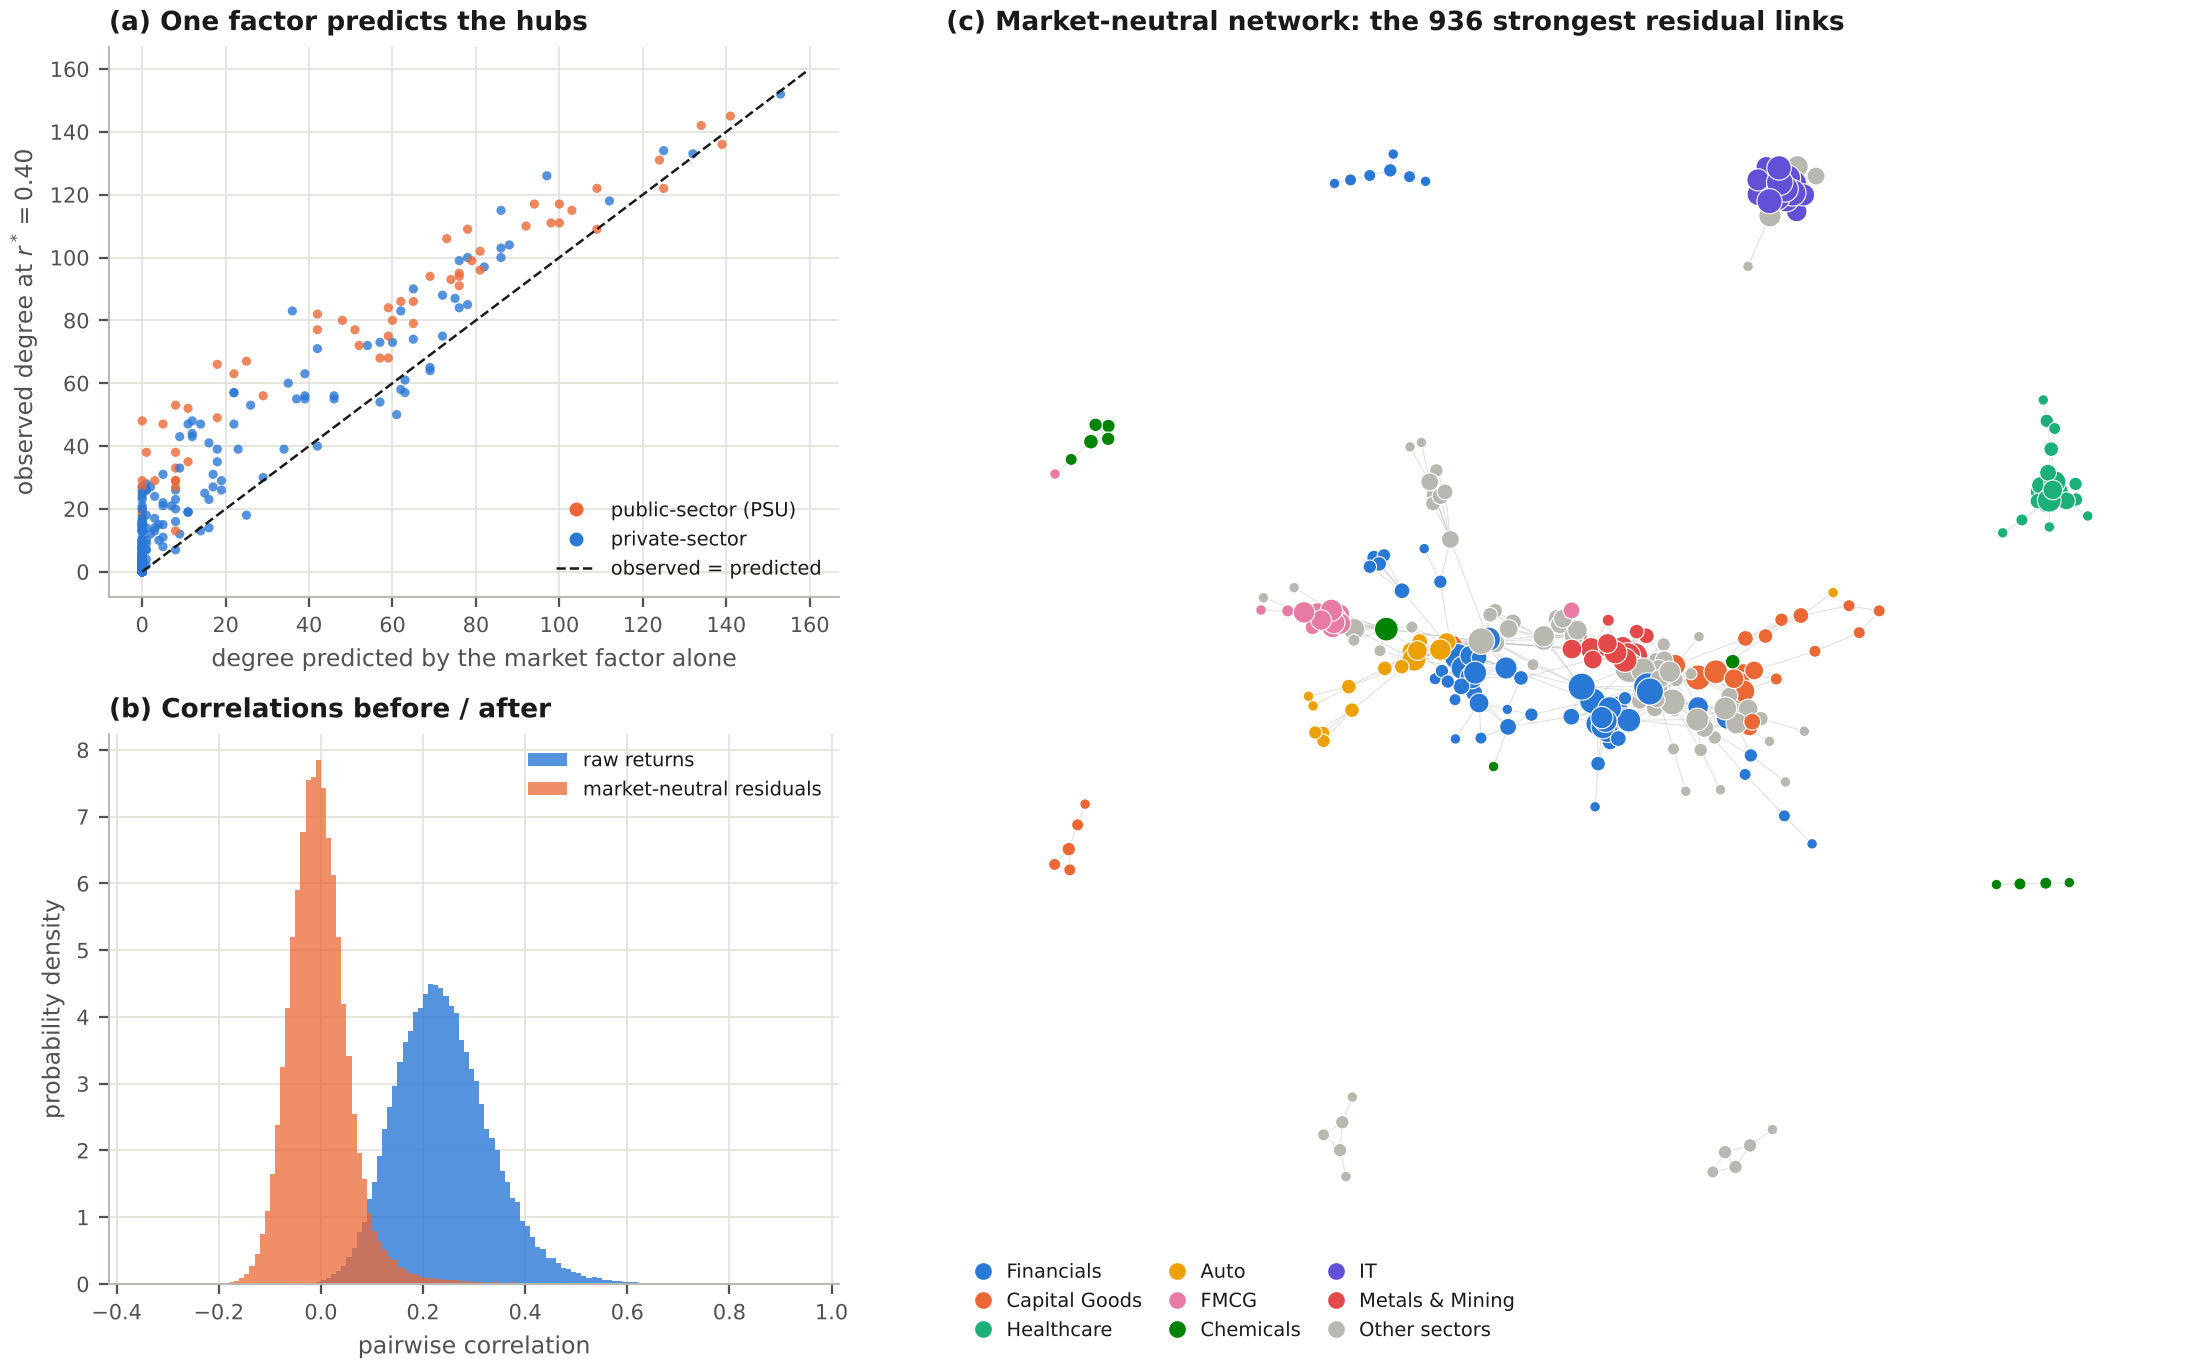 (a) One factor predicts the hubs
160
140
120
100
80
60
40
20
0
observed degree at r* = 0.40
public-sector (PSU)
private-sector
observed = predicted
0 20 40 60 80 100 120 140 160
degree predicted by the market factor alone
(b) Correlations before / after
8
7
6
5
4
3
2
1
0
probability density
raw returns
market-neutral residuals
−0.4 −0.2 0.0 0.2 0.4 0.6 0.8 1.0
pairwise correlation
(c) Market-neutral network: the 936 strongest residual links
Financials Auto IT
Capital Goods FMCG Metals & Mining
Healthcare Chemicals Other sectors